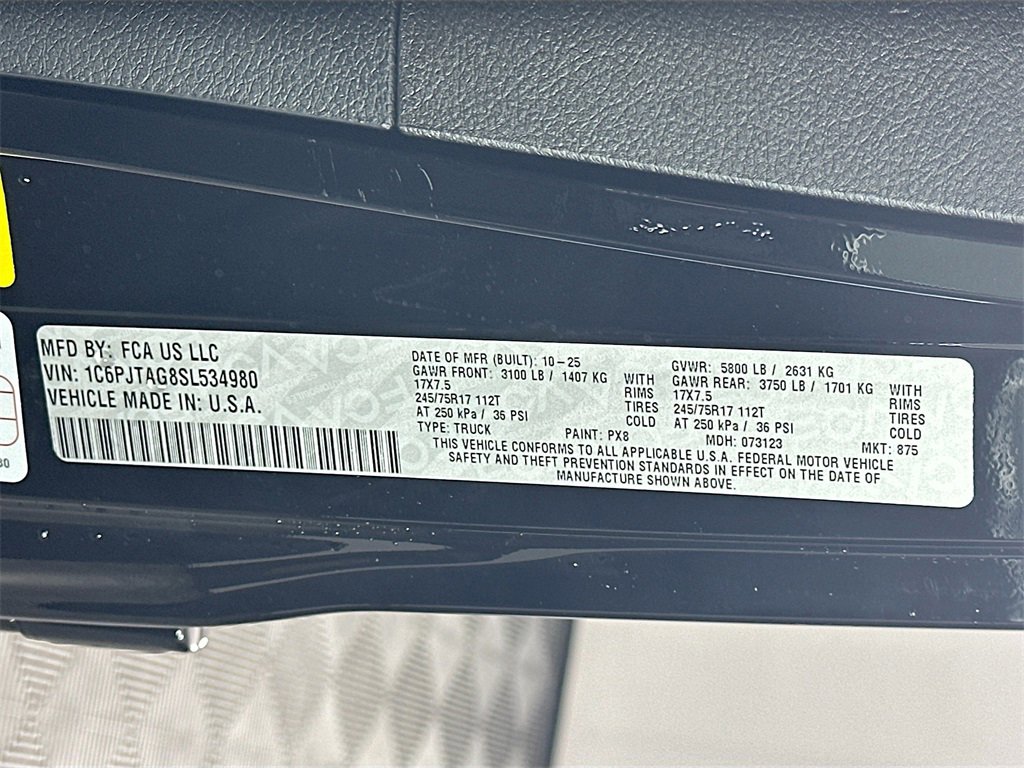 MFD BY: FCA US LLC
VIN: 1C6PJTAG8SL534980
VEHICLE MADE IN: U.S.A.
DATE OF MFR (BUILT): 10-25
GAWR FRONT: 3100 LB / 1407 KG WITH
17X7.5 RIMS
245/75R17 112T TIRES
AT 250 kPa / 36 PSI COLD
TYPE: TRUCK
GVWR: 5800 LB / 2631 KG
GAWR REAR: 3750 LB / 1701 KG WITH
17X7.5 RIMS
245/75R17 112T TIRES
AT 250 kPa / 36 PSI COLD
PAINT: PX8 MDH: 073123 MKT: 875
THIS VEHICLE CONFORMS TO ALL APPLICABLE U.S.A. FEDERAL MOTOR VEHICLE
SAFETY AND THEFT PREVENTION STANDARDS IN EFFECT ON THE DATE OF
MANUFACTURE SHOWN ABOVE.